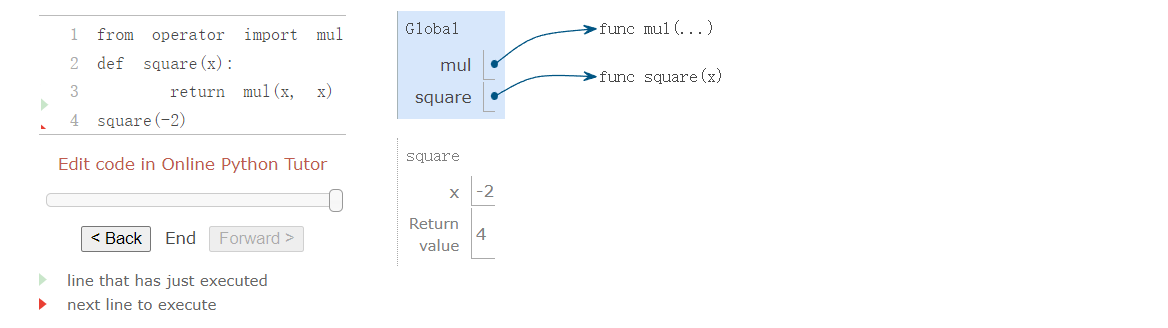 1 from operator import mul
2 def square(x):
3 return mul(x, x)
4 square(-2)
Edit code in Online Python Tutor
< Back End Forward >
line that has just executed
next line to execute
Global
mul
square
func mul(...)
func square(x)
square
x -2
Return
value 4